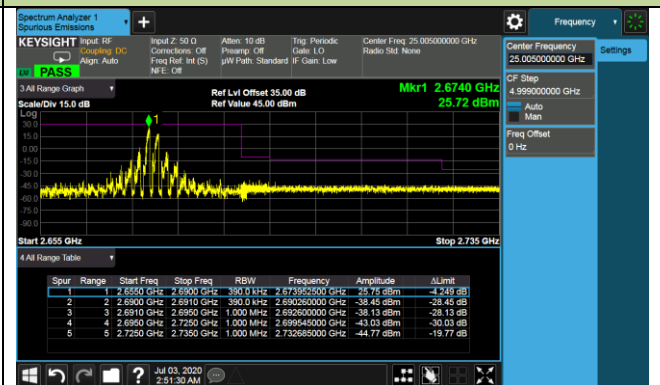 Spectrum Analyzer 1
Spurious Emissions
Frequency
KEYSIGHT Input: RF
Coupling: DC
Align: Auto
Input Z: 50 Ω
Corrections: Off
Freq Ref: Int (S)
NFE: Off
Atten: 10 dB
Preamp: Off
µW Path: Standard
Trig: Periodic
Gate: LO
IF Gain: Low
Center Freq: 25.005000000 GHz
Radio Std: None
PASS
Center Frequency
25.005000000 GHz
Settings
CF Step
4.999000000 GHz
Auto
Man
Freq Offset
0 Hz
3 All Range Graph
Scale/Div 15.0 dB
Ref Lvl Offset 35.00 dB
Ref Value 45.00 dBm
Mkr1 2.6740 GHz
25.72 dBm
Log
30.0
15.0
0.00
-15.0
-30.0
-45.0
-60.0
-75.0
-90.0
1
Start 2.655 GHz
Stop 2.735 GHz
4 All Range Table
Spur Range Start Freq Stop Freq RBW Frequency Amplitude ΔLimit
1 1 2.6550 GHz 2.6900 GHz 390.0 kHz 2.673952500 GHz 25.75 dBm -4.249 dB
2 2 2.6900 GHz 2.6910 GHz 390.0 kHz 2.690260000 GHz -38.45 dBm -28.45 dB
3 3 2.6910 GHz 2.6950 GHz 1.000 MHz 2.692600000 GHz -38.13 dBm -28.13 dB
4 4 2.6950 GHz 2.7250 GHz 1.000 MHz 2.699545000 GHz -43.03 dBm -30.03 dB
5 5 2.7250 GHz 2.7350 GHz 1.000 MHz 2.732685000 GHz -44.77 dBm -19.77 dB
Jul 03, 2020
2:51:30 AM